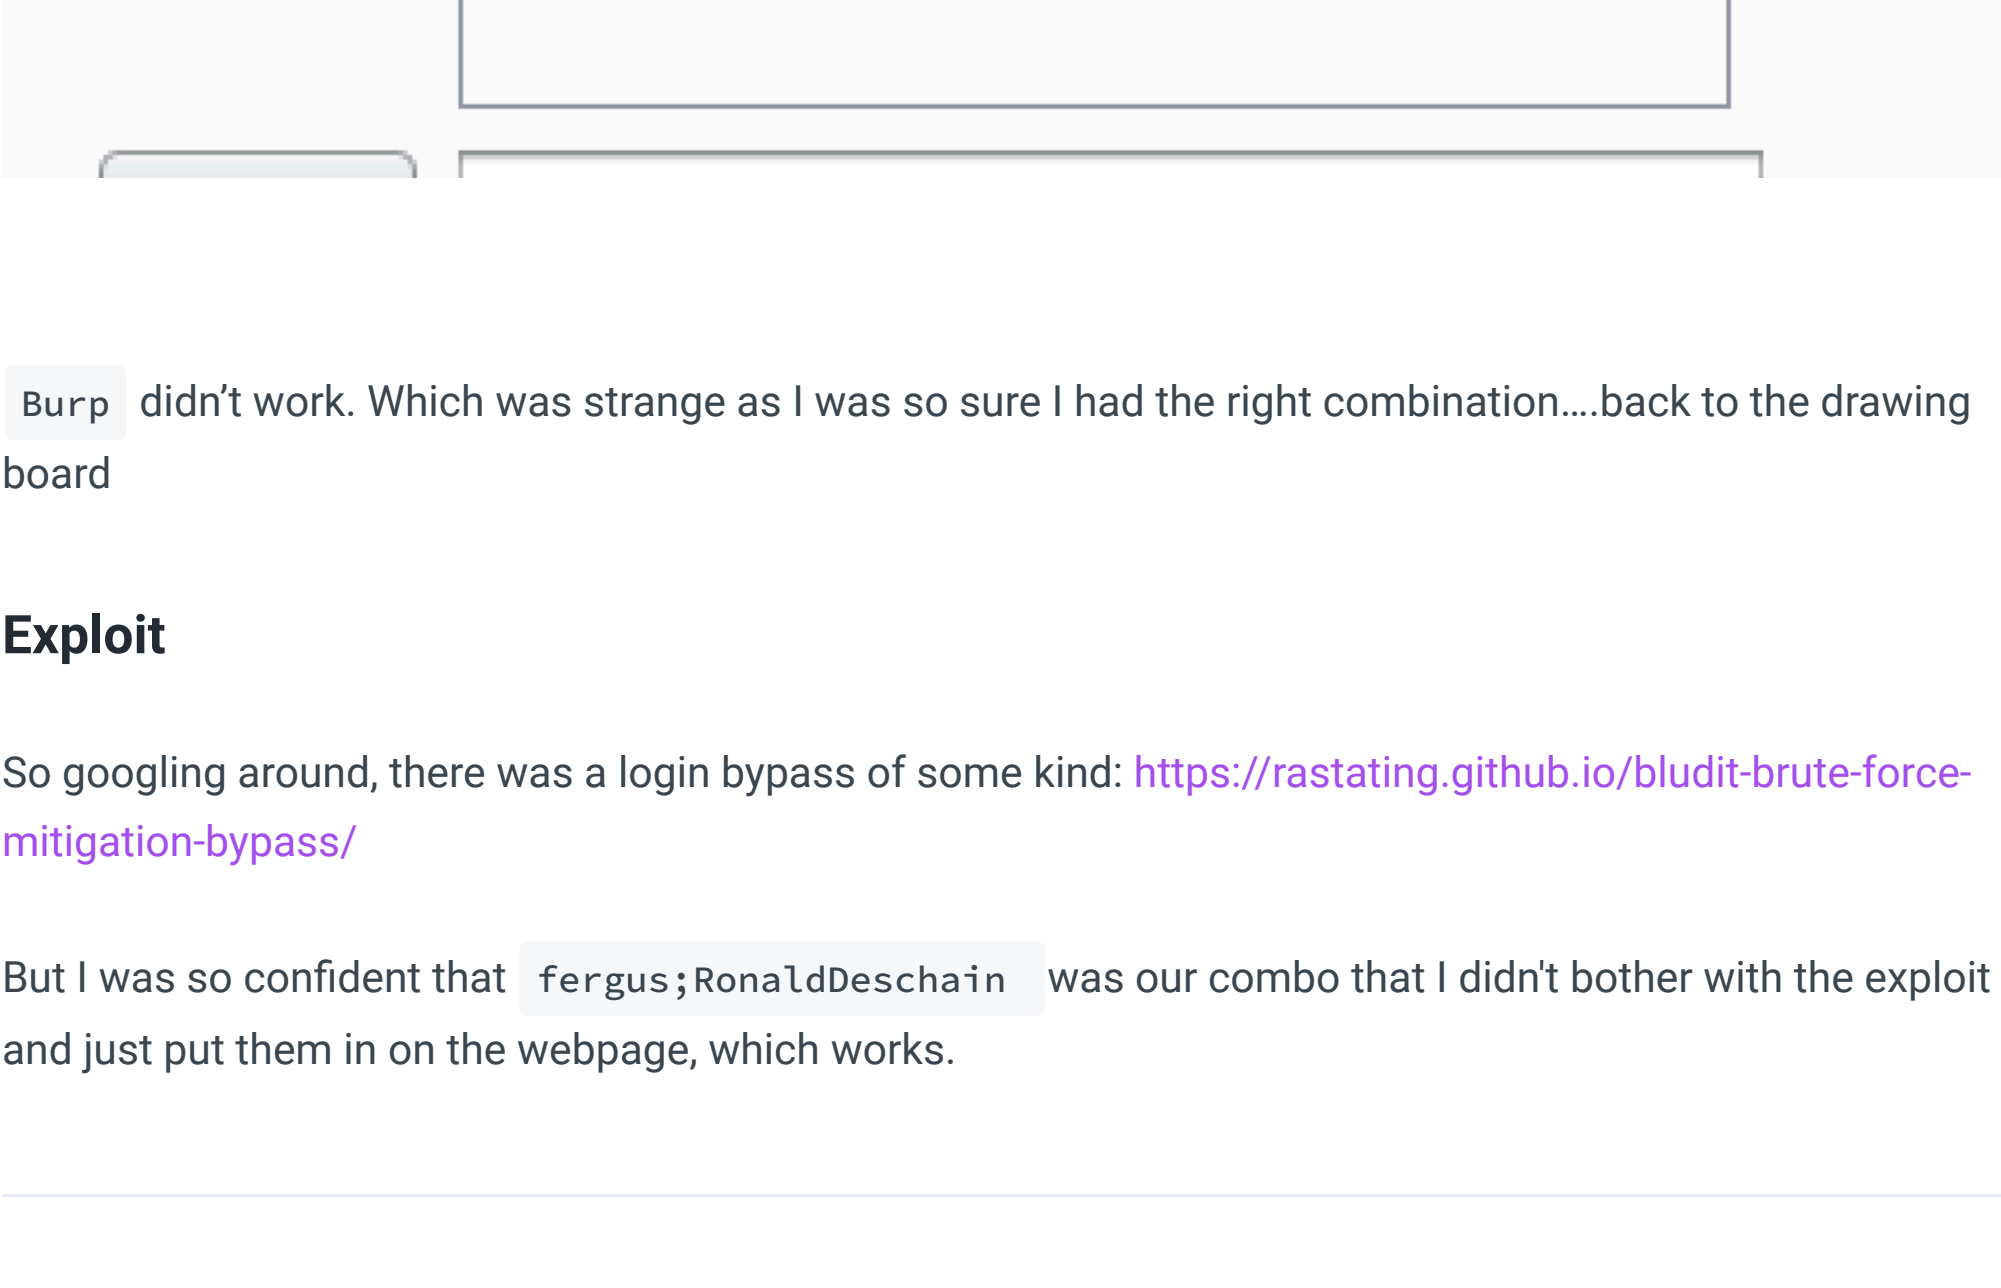 Burp didn’t work. Which was strange as I was so sure I had the right combination....back to the drawing
board
Exploit
So googling around, there was a login bypass of some kind: https://rastating.github.io/bludit-brute-force-
mitigation-bypass/
But I was so confident that fergus;RonaldDeschain was our combo that I didn't bother with the exploit
and just put them in on the webpage, which works.